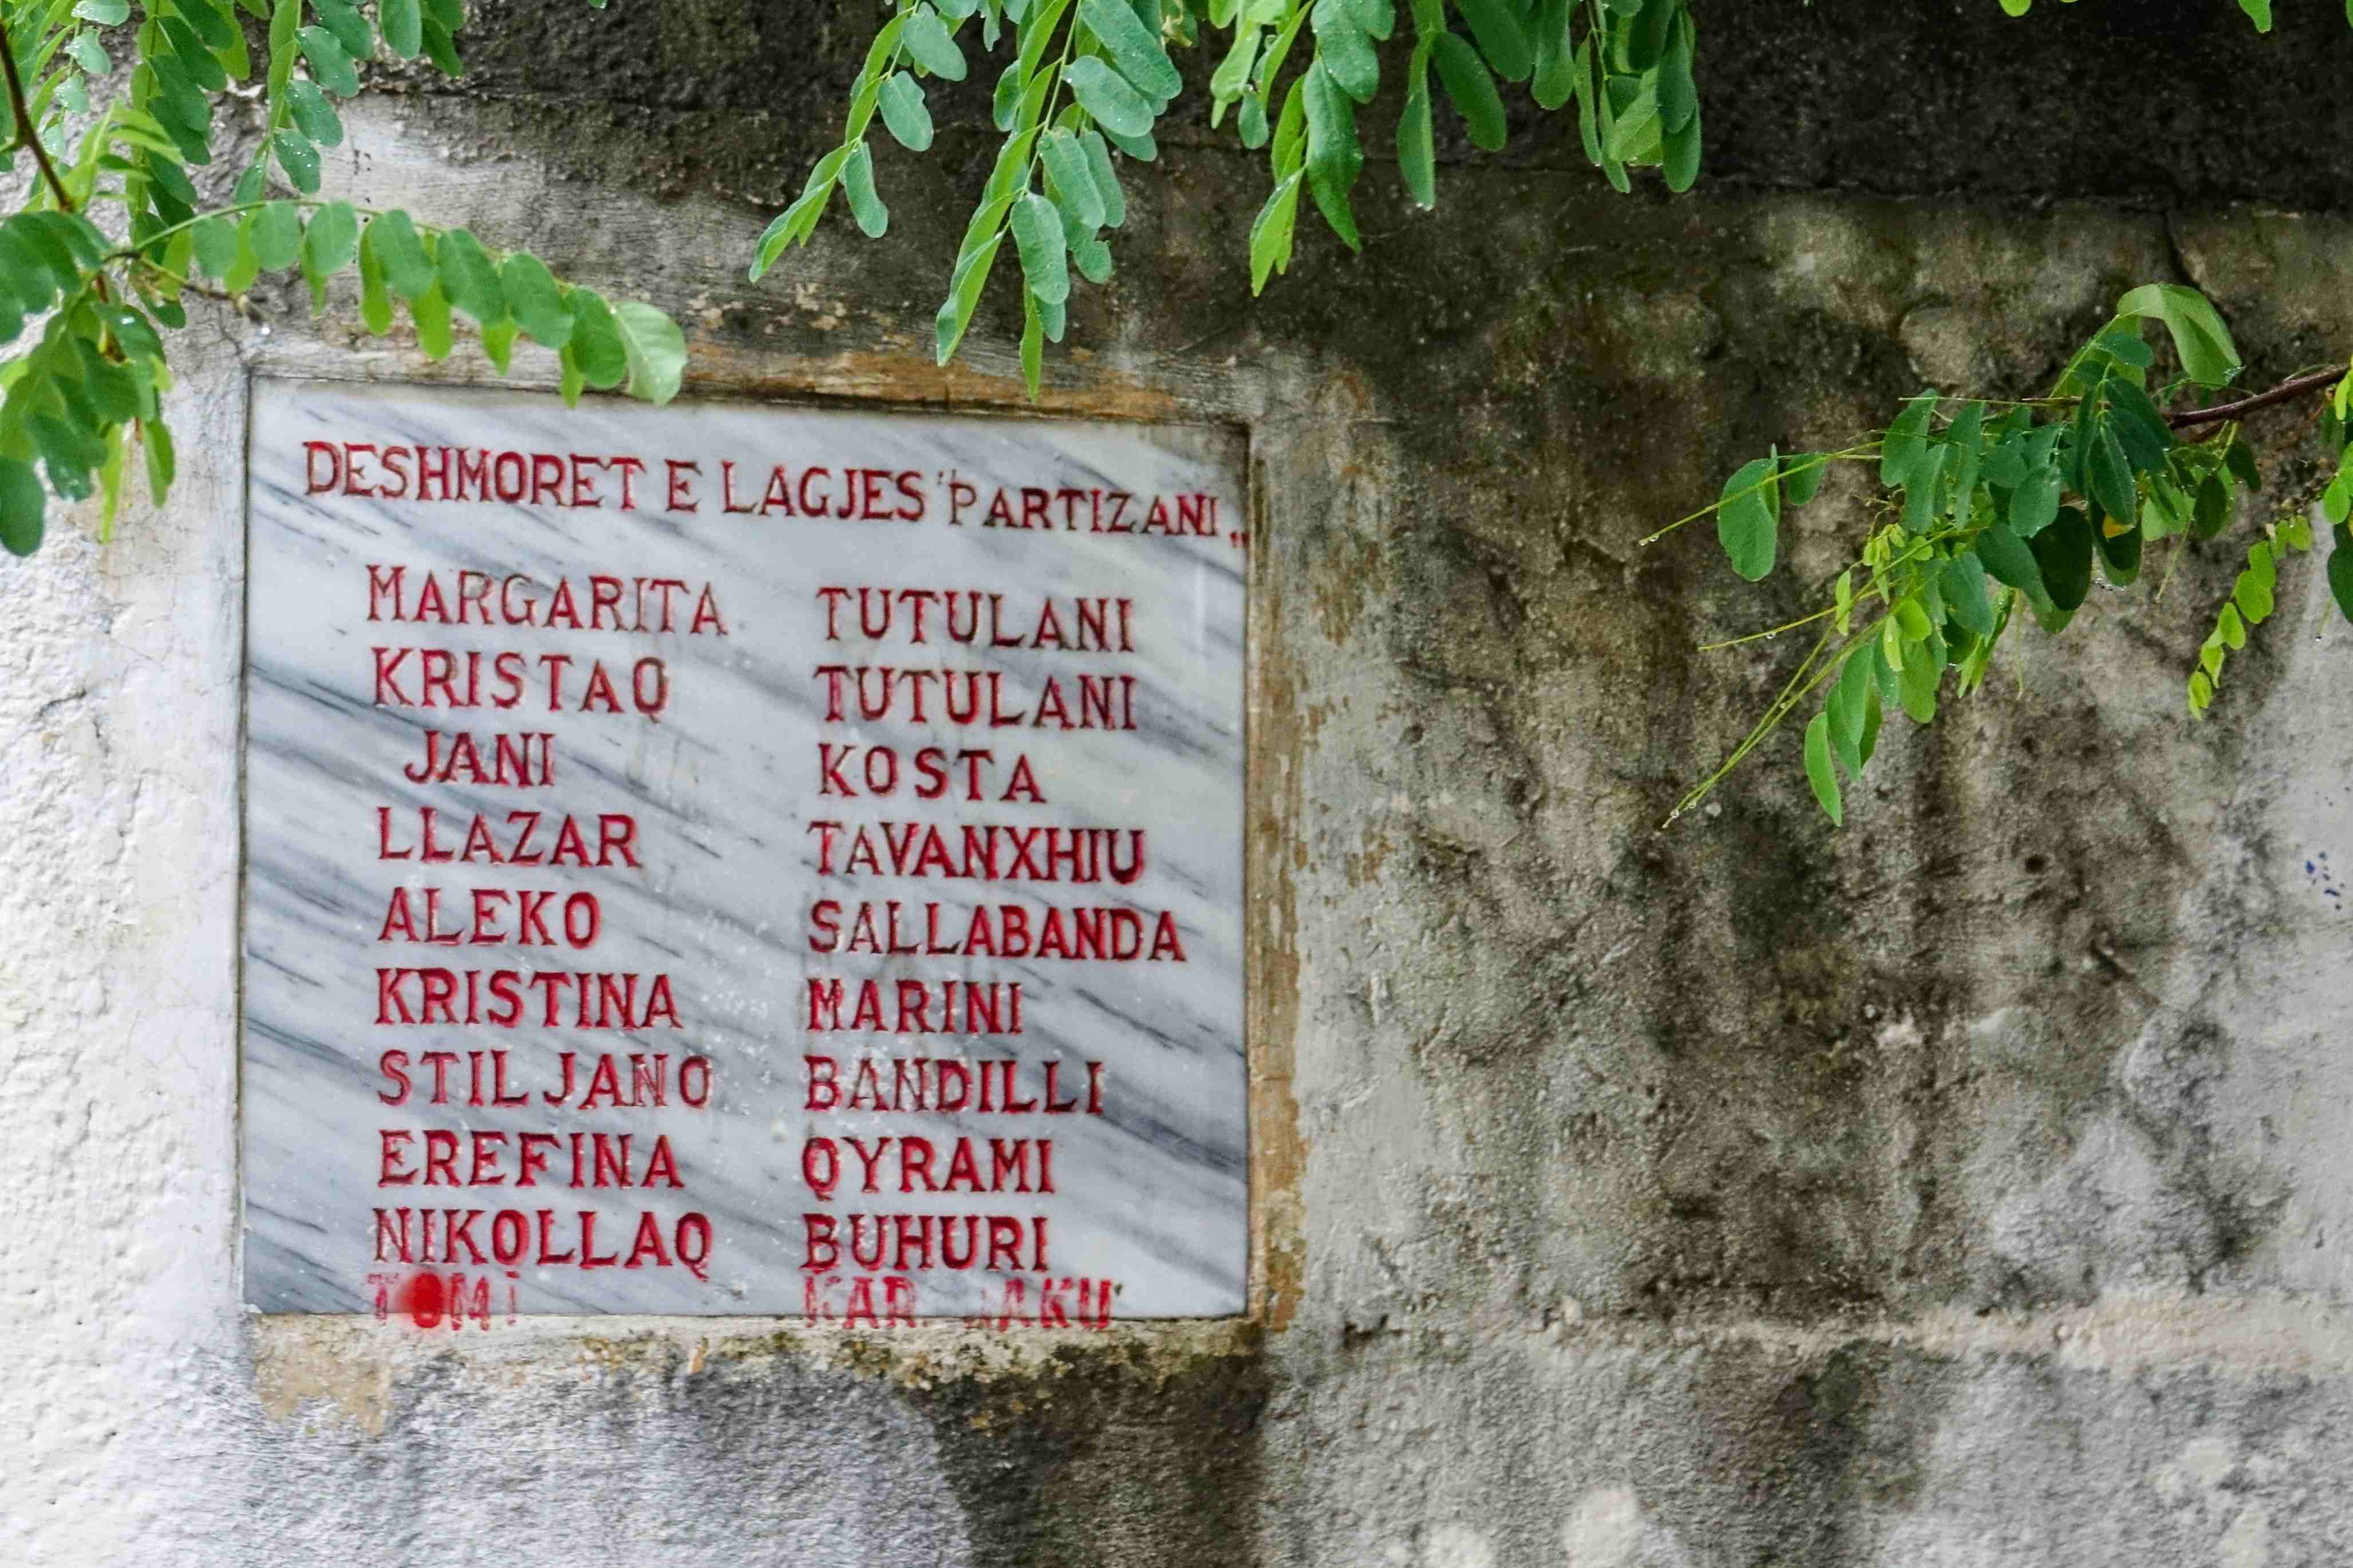 DESHMORET E LAGJES "PARTIZANI„
MARGARITA TUTULANI
KRISTAQ TUTULANI
JANI KOSTA
LLAZAR TAVANXHIU
ALEKO SALLABANDA
KRISTINA MARINI
STILJANO BANDILLI
EREFINA QYRAMI
NIKOLLAQ BUHURI
TOMI